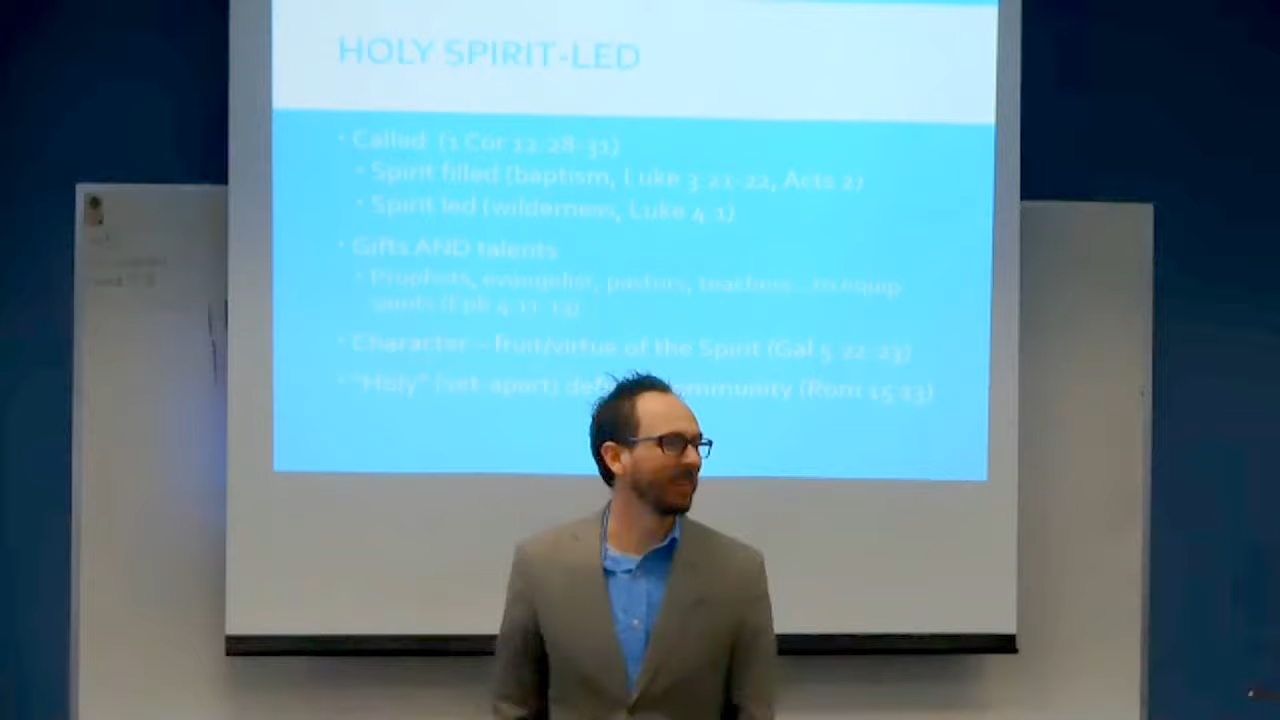 HOLY SPIRIT-LED
• Called (1 Cor 12:28-31)
• Spirit filled (baptism, Luke 3:21-22, Acts 2)
• Spirit led (wilderness, Luke 4:1)
• Gifts AND talents
• Prophets, evangelist, pastors, teachers...to equip
saints (Eph 4:11-13)
• Character – fruit/virtue of the Spirit (Gal 5:22-23)
• "Holy" (set-apart) (Rom 15:13)